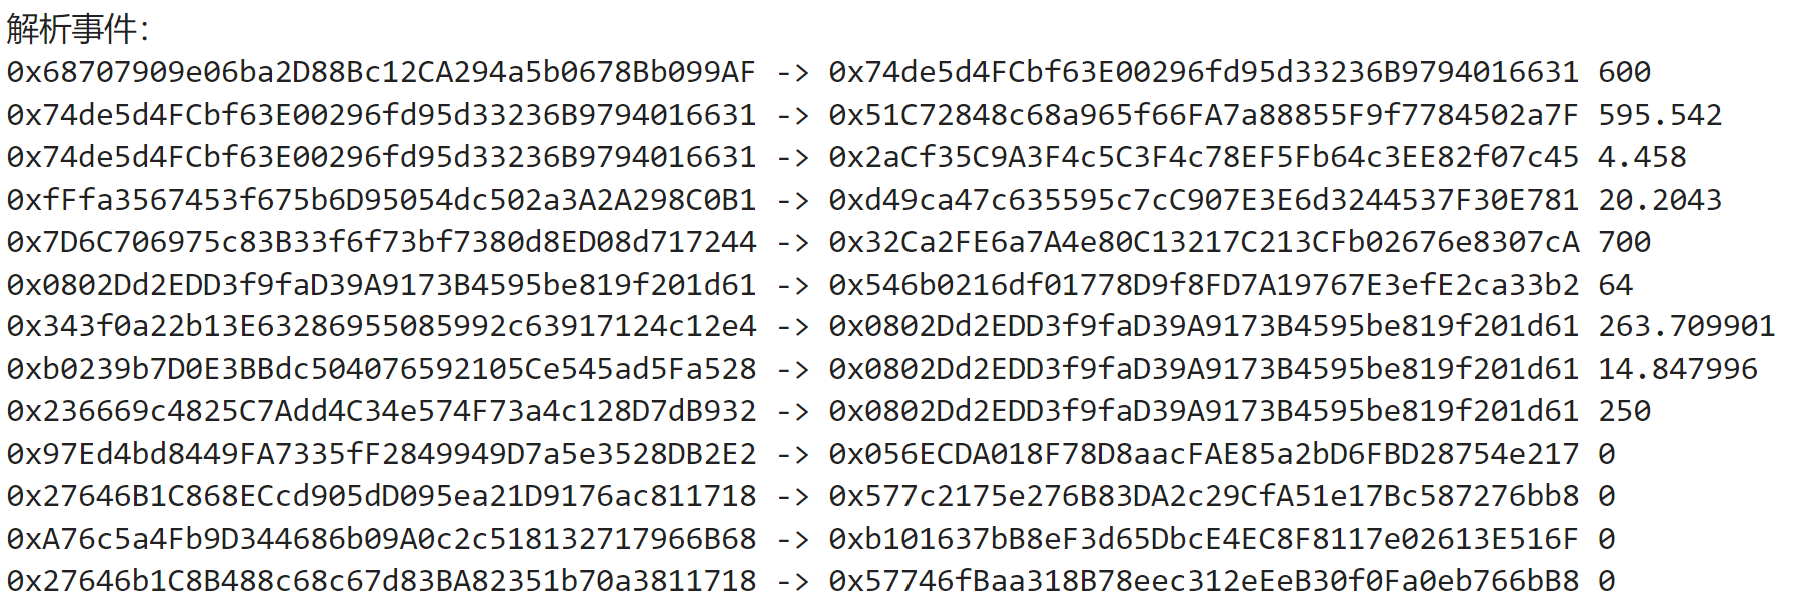 解析事件：
0x68707909e06ba2D88Bc12CA294a5b0678Bb099AF -> 0x74de5d4FCbf63E00296fd95d33236B9794016631 600
0x74de5d4FCbf63E00296fd95d33236B9794016631 -> 0x51C72848c68a965f66FA7a88855F9f7784502a7F 595.542
0x74de5d4FCbf63E00296fd95d33236B9794016631 -> 0x2aCf35C9A3F4c5C3F4c78EF5Fb64c3EE82f07c45 4.458
0xfFfa3567453f675b6D95054dc502a3A2A298C0B1 -> 0xd49ca47c635595c7cC907E3E6d3244537F30E781 20.2043
0x7D6C706975c83B33f6f73bf7380d8ED08d717244 -> 0x32Ca2FE6a7A4e80C13217C213CFb02676e8307cA 700
0x0802Dd2EDD3f9faD39A9173B4595be819f201d61 -> 0x546b0216df01778D9f8FD7A19767E3efE2ca33b2 64
0x343f0a22b13E63286955085992c63917124c12e4 -> 0x0802Dd2EDD3f9faD39A9173B4595be819f201d61 263.709901
0xb0239b7D0E3BBdc504076592105Ce545ad5Fa528 -> 0x0802Dd2EDD3f9faD39A9173B4595be819f201d61 14.847996
0x236669c4825C7Add4C34e574F73a4c128D7dB932 -> 0x0802Dd2EDD3f9faD39A9173B4595be819f201d61 250
0x97Ed4bd8449FA7335fF2849949D7a5e3528DB2E2 -> 0x056ECDA018F78D8aacFAE85a2bD6FBD28754e217 0
0x27646B1C868ECcd905dD095ea21D9176ac811718 -> 0x577c2175e276B83DA2c29CfA51e17Bc587276bb8 0
0xA76c5a4Fb9D344686b09A0c2c518132717966B68 -> 0xb101637bB8eF3d65DbcE4EC8F8117e02613E516F 0
0x27646b1C8B488c68c67d83BA82351b70a3811718 -> 0x57746fBaa318B78eec312eEeB30f0Fa0eb766bB8 0